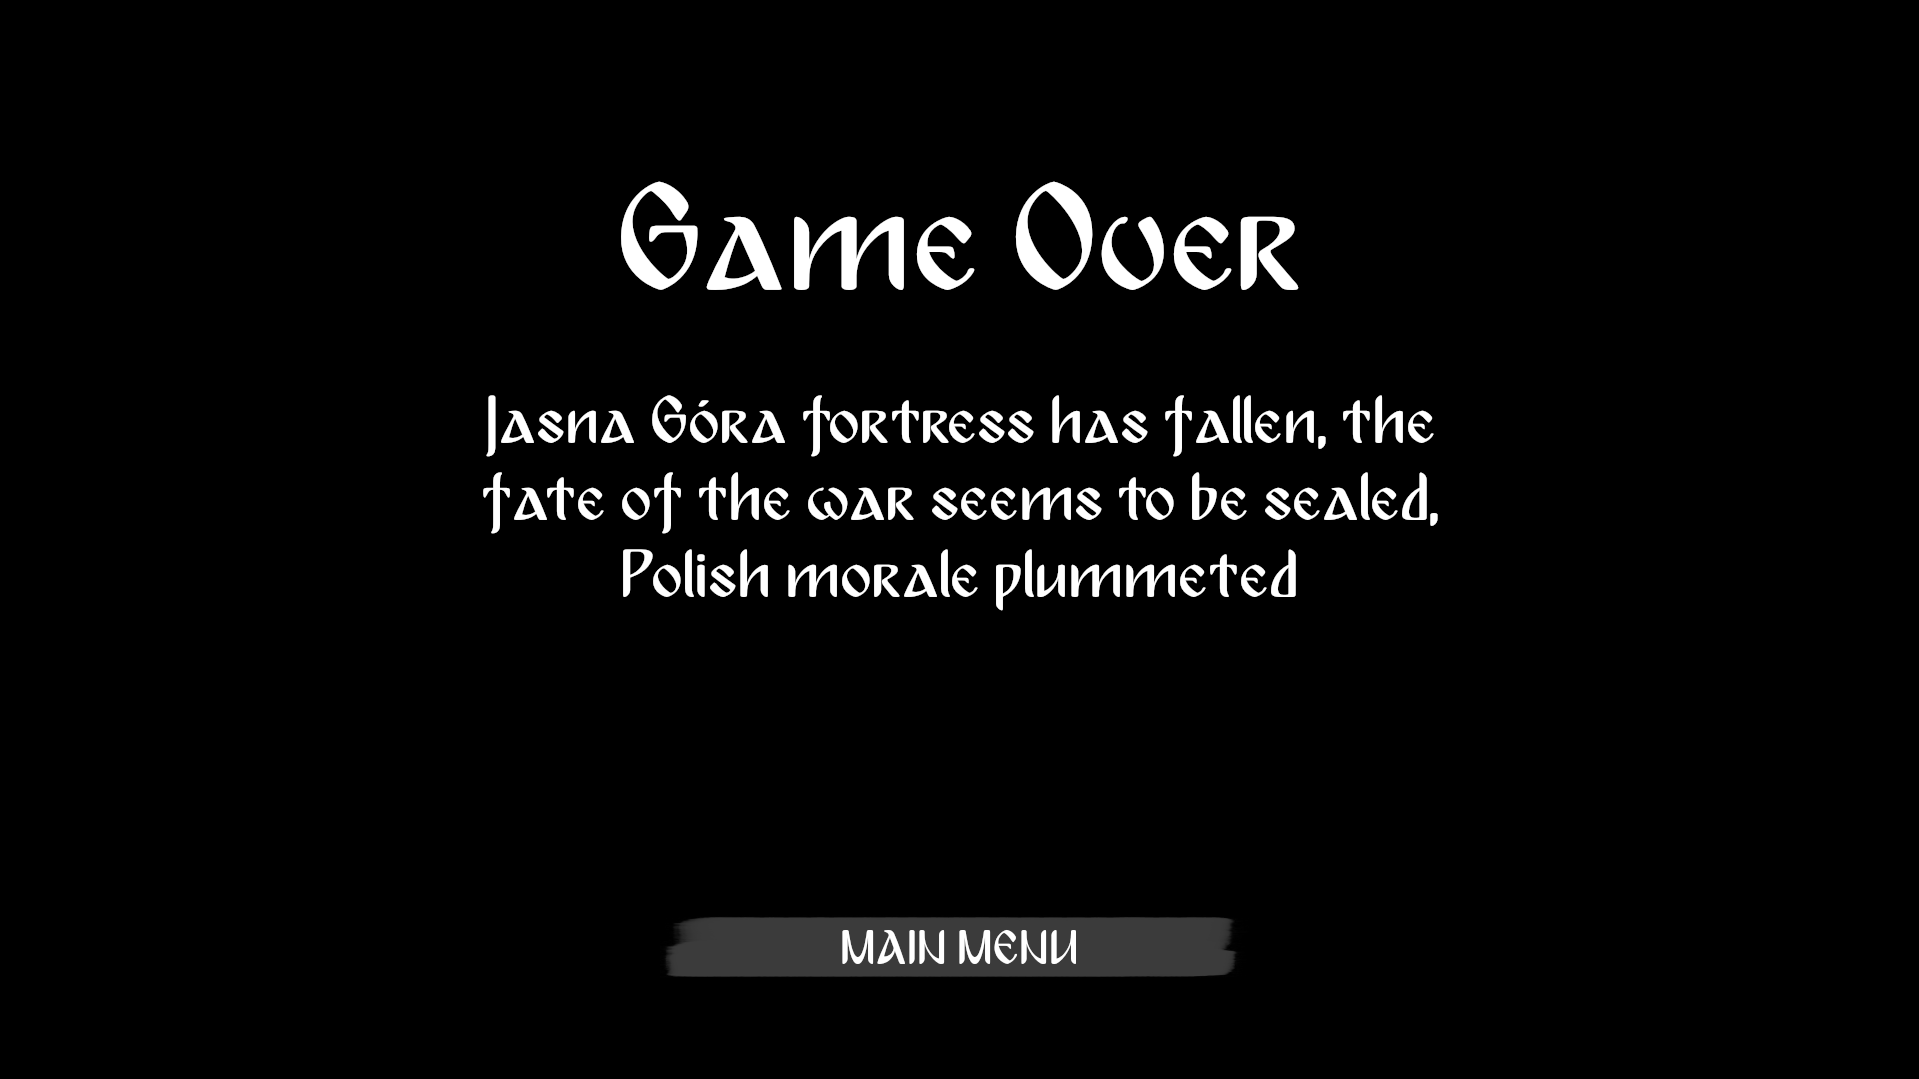 Game Over
Jasna Góra fortress has fallen, the
fate of the war seems to be sealed,
Polish morale plummeted
MAIN MENU